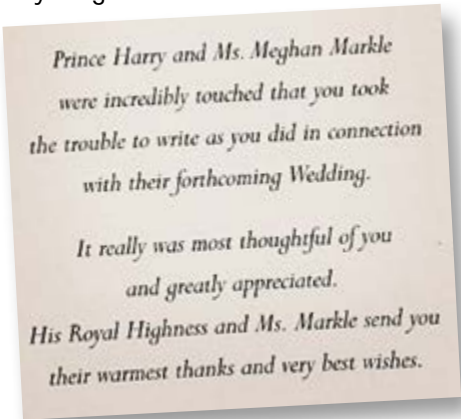 Prince Harry and Ms. Meghan Markle
were incredibly touched that you took
the trouble to write as you did in connection
with their forthcoming Wedding.
It really was most thoughtful of you
and greatly appreciated.
His Royal Highness and Ms. Markle send you
their warmest thanks and very best wishes.